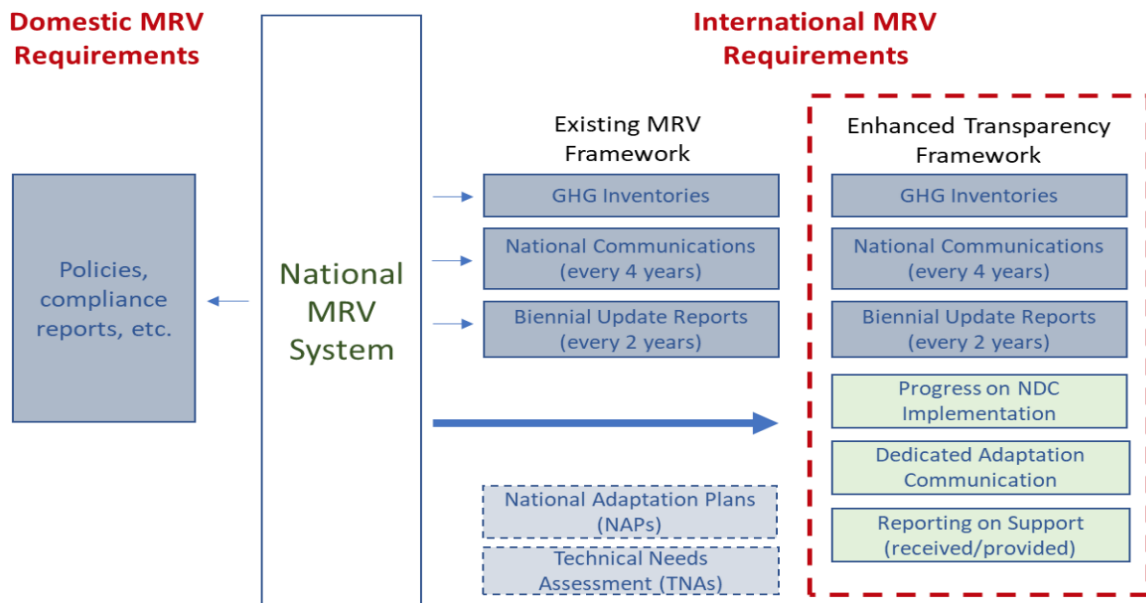 Domestic MRV
Requirements
International MRV
Requirements
Policies,
compliance
reports, etc.
National
MRV
System
Existing MRV
Framework
GHG Inventories
National Communications
(every 4 years)
Biennial Update Reports
(every 2 years)
National Adaptation Plans
(NAPs)
Technical Needs
Assessment (TNAs)
Enhanced Transparency
Framework
GHG Inventories
National Communications
(every 4 years)
Biennial Update Reports
(every 2 years)
Progress on NDC
Implementation
Dedicated Adaptation
Communication
Reporting on Support
(received/provided)